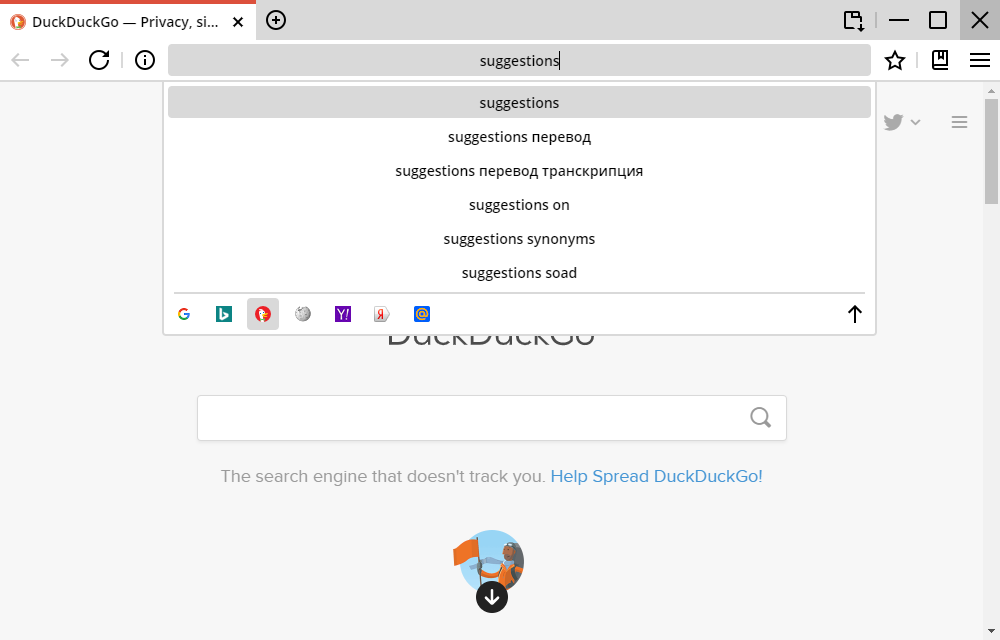 DuckDuckGo — Privacy, si...
suggestions
suggestions
suggestions перевод
suggestions перевод транскрипция
suggestions on
suggestions synonyms
suggestions soad
DuckDuckGo
The search engine that doesn't track you. Help Spread DuckDuckGo!